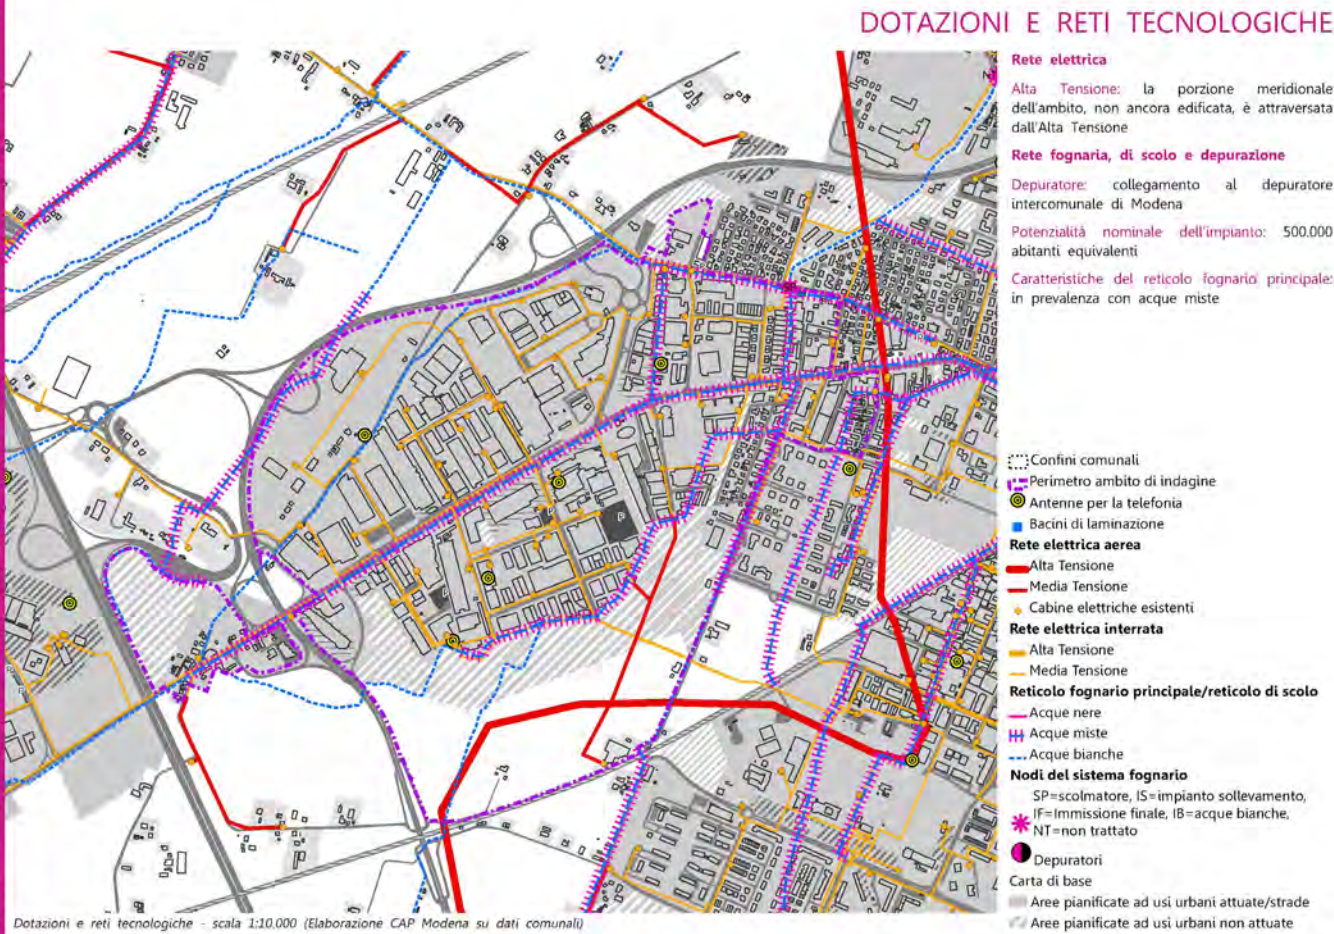 DOTAZIONI E RETI TECNOLOGICHE
Rete elettrica
Alta Tensione: la porzione meridionale
dell'ambito, non ancora edificata, è attraversata
dall'Alta Tensione
Rete fognaria, di scolo e depurazione
Depuratore: collegamento al depuratore
intercomunale di Modena
Potenzialità nominale dell'impianto: 500.000
abitanti equivalenti
Caratteristiche del reticolo fognario principale:
in prevalenza con acque miste
SP
P
P
P
P
Confini comunali
Perimetro ambito di indagine
Antenne per la telefonia
Bacini di laminazione
Rete elettrica aerea
Alta Tensione
Media Tensione
Cabine elettriche esistenti
Rete elettrica interrata
Alta Tensione
Media Tensione
Reticolo fognario principale/reticolo di scolo
Acque nere
Acque miste
Acque bianche
Nodi del sistema fognario
SP=scolmatore, IS=impianto sollevamento,
IF=Immissione finale, IB=acque bianche,
NT=non trattato
Depuratori
Carta di base
Aree pianificate ad usi urbani attuate/strade
Aree pianificate ad usi urbani non attuate
Dotazioni e reti tecnologiche - scala 1:10.000 (Elaborazione CAP Modena su dati comunali)